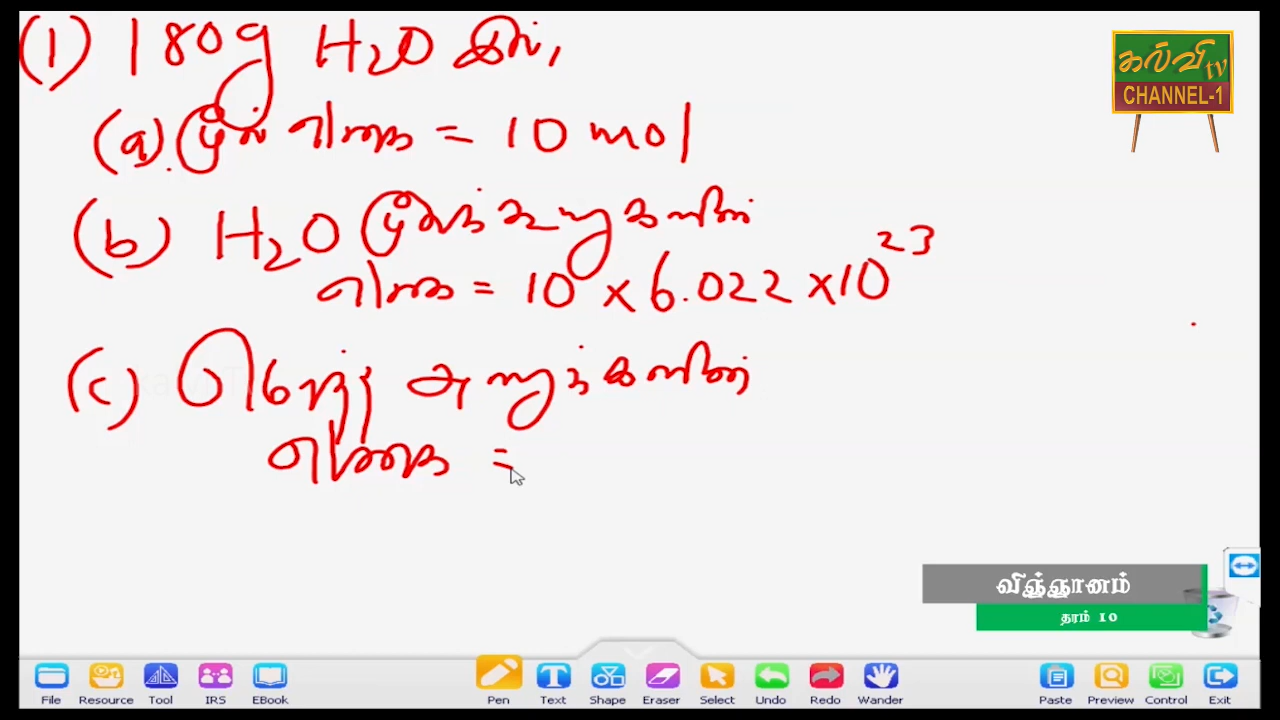 (1) 180g H₂O இல்,
கல்வி tv
CHANNEL-1
(a) மூல் எண்ணிக்கை = 10 mol
(b) H₂O மூலக்கூறுகளின்
எண்ணிக்கை = 10 × 6.022 × 10²³
(c) மொத்த அணுக்களின்
எண்ணிக்கை =
விஞ்ஞானம்
தரம் 10
File Resource Tool IRS EBook Pen Text Shape Eraser Select Undo Redo Wander Paste Preview Control Exit